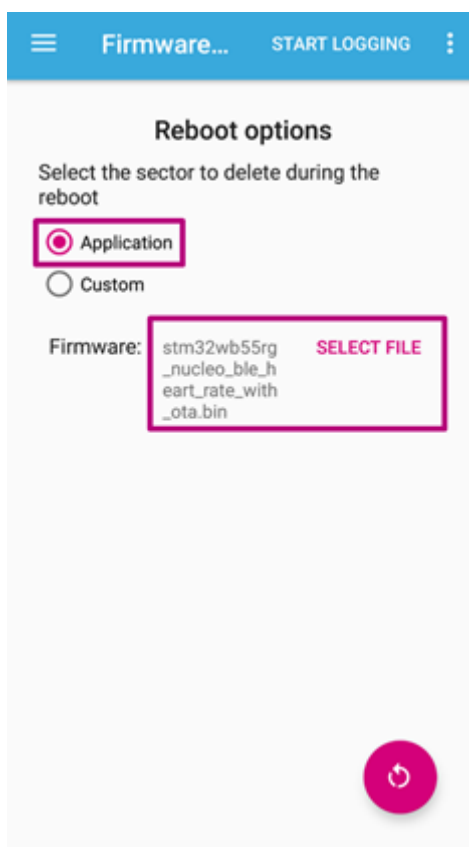 Firmware... START LOGGING
Reboot options
Select the sector to delete during the
reboot
Application
Custom
Firmware: stm32wb55rg SELECT FILE
_nucleo_ble_h
eart_rate_with
_ota.bin